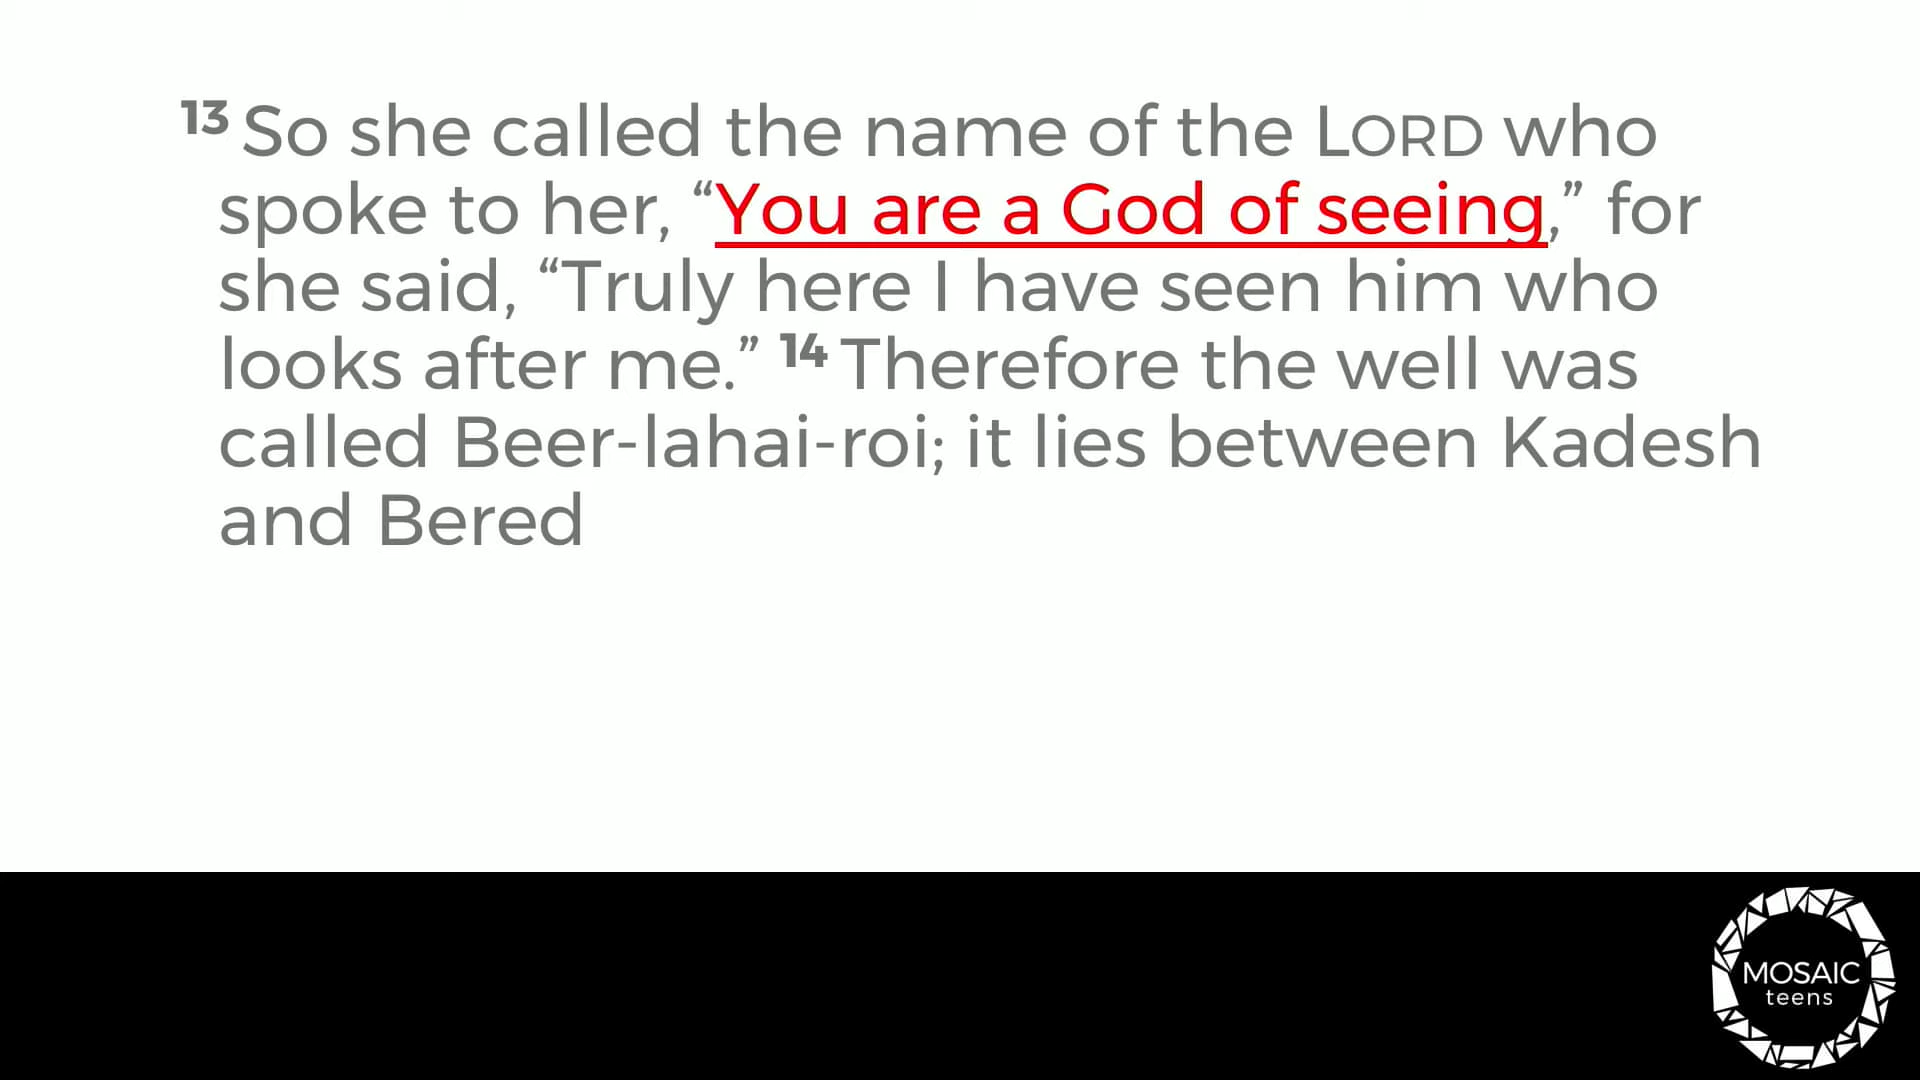 13 So she called the name of the LORD who
spoke to her, “You are a God of seeing,” for
she said, “Truly here I have seen him who
looks after me.” 14 Therefore the well was
called Beer-lahai-roi; it lies between Kadesh
and Bered
MOSAIC
teens